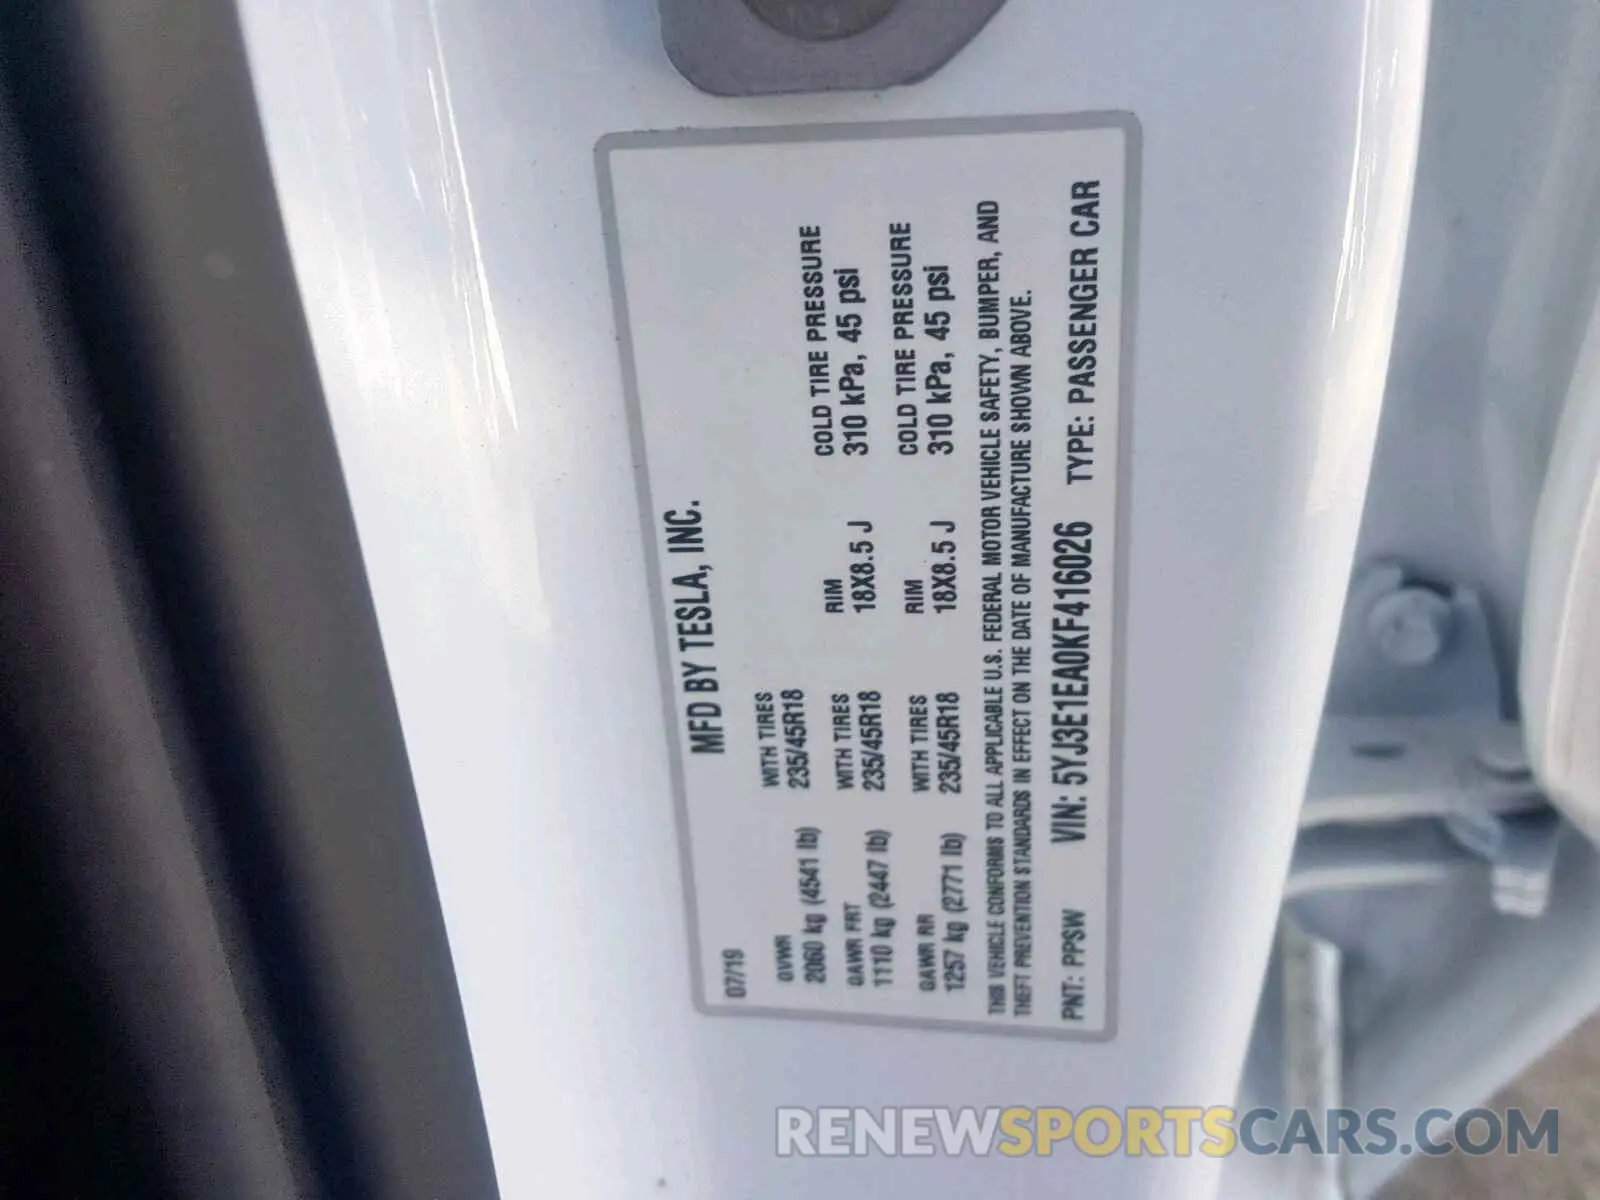 MFD BY TESLA, INC.
07/19
GVWR
2060 kg (4541 lb)
WITH TIRES
235/45R18
GAWR FRT
1110 kg (2447 lb)
WITH TIRES
235/45R18
RIM
18X8.5 J
COLD TIRE PRESSURE
310 kPa, 45 psi
GAWR RR
1257 kg (2771 lb)
WITH TIRES
235/45R18
RIM
18X8.5 J
COLD TIRE PRESSURE
310 kPa, 45 psi
THIS VEHICLE CONFORMS TO ALL APPLICABLE U.S. FEDERAL MOTOR VEHICLE SAFETY, BUMPER, AND
THEFT PREVENTION STANDARDS IN EFFECT ON THE DATE OF MANUFACTURE SHOWN ABOVE.
PNT: PPSW VIN: 5YJ3E1EA0KF416026 TYPE: PASSENGER CAR
RENEWSPORTSCARS.COM